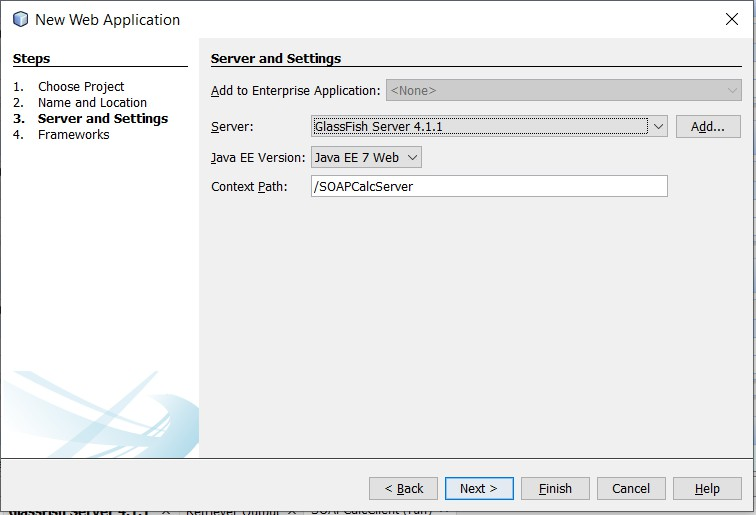 New Web Application
Steps
1. Choose Project
2. Name and Location
3. Server and Settings
4. Frameworks
Server and Settings
Add to Enterprise Application: <None>
Server: GlassFish Server 4.1.1 Add...
Java EE Version: Java EE 7 Web
Context Path: /SOAPCalcServer
< Back Next > Finish Cancel Help